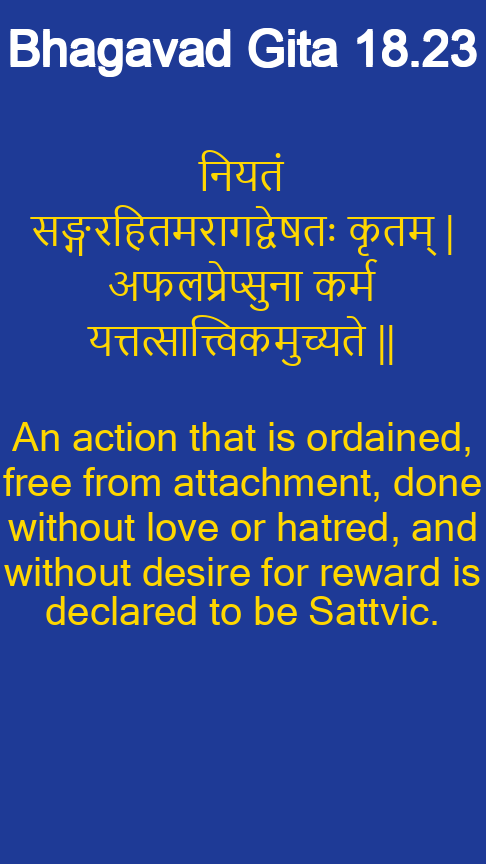 Bhagavad Gita 18.23
नियतं
सङ्गरहितमरागद्वेषतः कृतम् |
अफलप्रेप्सुना कर्म
यत्तत्सात्त्विकमुच्यते ||
An action that is ordained,
free from attachment, done
without love or hatred, and
without desire for reward is
declared to be Sattvic.